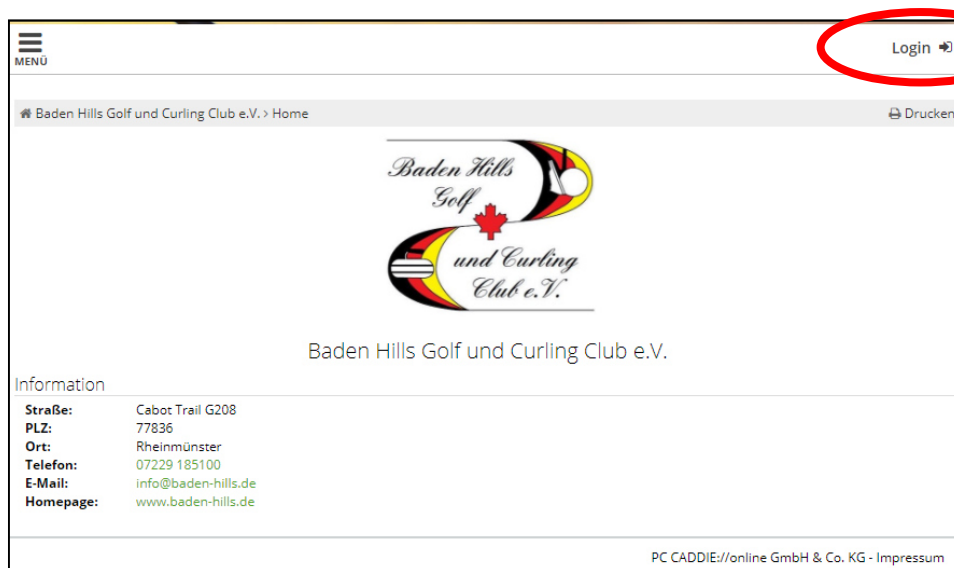 MENÜ
Login
Baden Hills Golf und Curling Club e.V. > Home
Drucken
Baden Hills
Golf
und Curling
Club e.V.
Baden Hills Golf und Curling Club e.V.
Information
Straße: Cabot Trail G208
PLZ: 77836
Ort: Rheinmünster
Telefon: 07229 185100
E-Mail: info@baden-hills.de
Homepage: www.baden-hills.de
PC CADDIE://online GmbH & Co. KG - Impressum